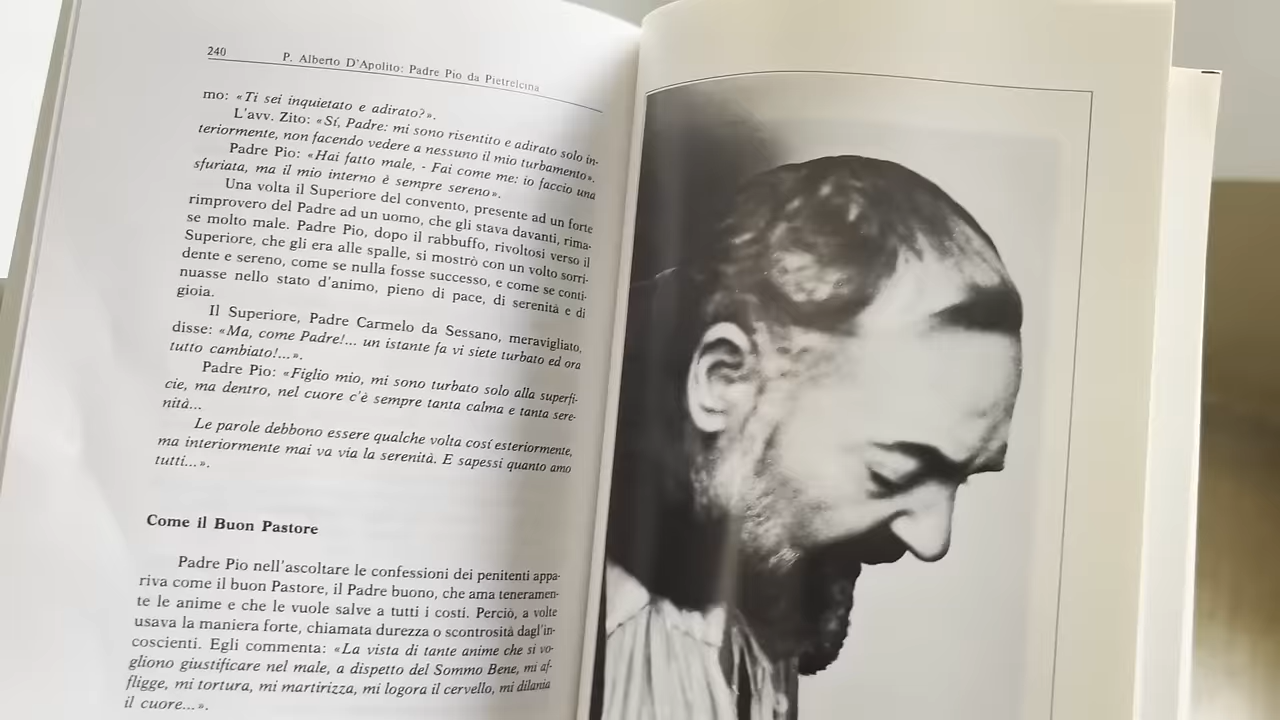 240
P. Alberto D'Apolito: Padre Pio da Pietrelcina
mo: «Ti sei inquietato e adirato?».
L'avv. Zito: «Sí, Padre: mi sono risentito e adirato solo in-
teriormente, non facendo vedere a nessuno il mio turbamento».
Padre Pio: «Hai fatto male, - Fai come me: io faccio una
sfuriata, ma il mio interno è sempre sereno».
Una volta il Superiore del convento, presente ad un forte
rimprovero del Padre ad un uomo, che gli stava davanti, rima-
se molto male. Padre Pio, dopo il rabbuffo, rivoltosi verso il
Superiore, che gli era alle spalle, si mostrò con un volto sorri-
dente e sereno, come se nulla fosse successo, e come se conti-
nuasse nello stato d'animo, pieno di pace, di serenità e di
gioia.
Il Superiore, Padre Carmelo da Sessano, meravigliato,
disse: «Ma, come Padre!... un istante fa vi siete turbato ed ora
tutto cambiato!...».
Padre Pio: «Figlio mio, mi sono turbato solo alla superfi-
cie, ma dentro, nel cuore c'è sempre tanta calma e tanta sere-
nità...
Le parole debbono essere qualche volta cosí esteriormente,
ma interiormente mai va via la serenità. E sapessi quanto amo
tutti...».
Come il Buon Pastore
Padre Pio nell'ascoltare le confessioni dei penitenti appa-
riva come il buon Pastore, il Padre buono, che ama teneramen-
te le anime e che le vuole salve a tutti i costi. Perciò, a volte
usava la maniera forte, chiamata durezza o scontrosità dagl'in-
coscienti. Egli commenta: «La vista di tante anime che si vo-
gliono giustificare nel male, a dispetto del Sommo Bene, mi af-
fligge, mi tortura, mi martirizza, mi logora il cervello, mi dilania
il cuore...».